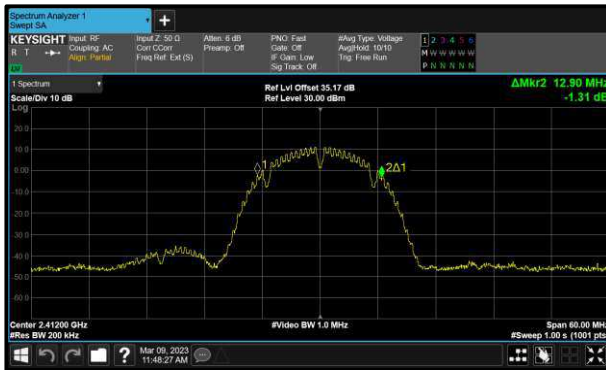 Spectrum Analyzer 1
Swept SA
+
KEYSIGHT
R T
Input: RF
Coupling: AC
Align: Partial
Input Z: 50 Ω
Corr CCorr
Freq Ref: Ext (S)
Atten: 6 dB
Preamp: Off
PNO: Fast
Gate: Off
IF Gain: Low
Sig Track: Off
#Avg Type: Voltage
Avg|Hold: 10/10
Trig: Free Run
1 2 3 4 5 6
M W W W W W
P N N N N N
1 Spectrum
Scale/Div 10 dB
Ref Lvl Offset 35.17 dB
Ref Level 30.00 dBm
ΔMkr2 12.90 MHz
-1.31 dB
Log
20.0
10.0
0.00
-10.0
-20.0
-30.0
-40.0
-50.0
-60.0
1
2Δ1
Center 2.41200 GHz
#Res BW 200 kHz
#Video BW 1.0 MHz
Span 60.00 MHz
#Sweep 1.00 s (1001 pts)
?
Mar 09, 2023
11:48:27 AM